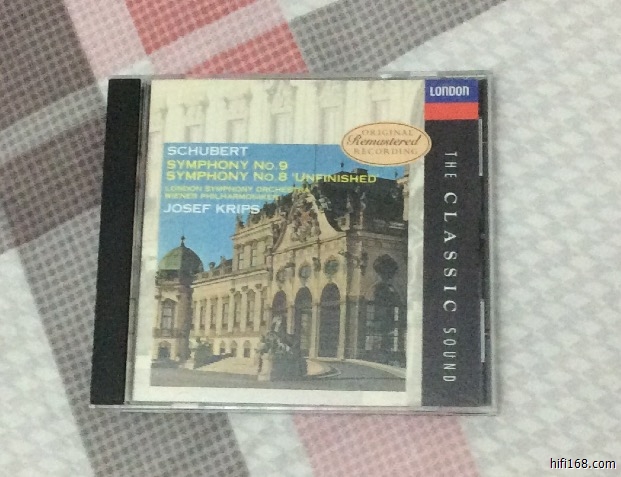 LONDON
ORIGINAL
Remastered
RECORDING
SCHUBERT
SYMPHONY NO.9
SYMPHONY NO.8 'UNFINISHED'
LONDON SYMPHONY ORCHESTRA
WIENER PHILHARMONIKER
JOSEF KRIPS
THE CLASSIC SOUND
hifi168.com